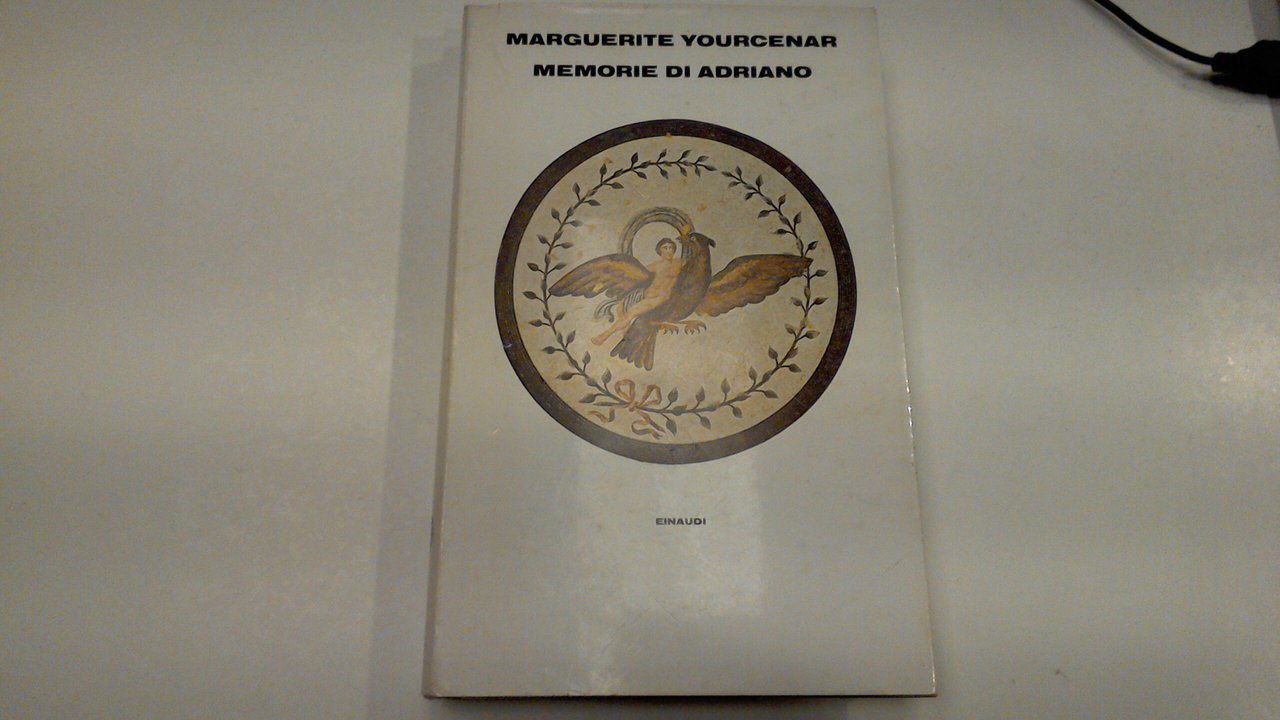 MARGUERITE YOURCENAR
MEMORIE DI ADRIANO
EINAUDI